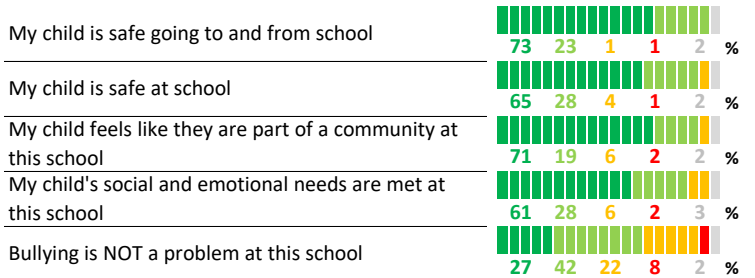 My child is safe going to and from school
73 23 1 1 2 %
My child is safe at school
65 28 4 1 2 %
My child feels like they are part of a community at
this school
71 19 6 2 2 %
My child's social and emotional needs are met at
this school
61 28 6 2 3 %
Bullying is NOT a problem at this school
27 42 22 8 2 %